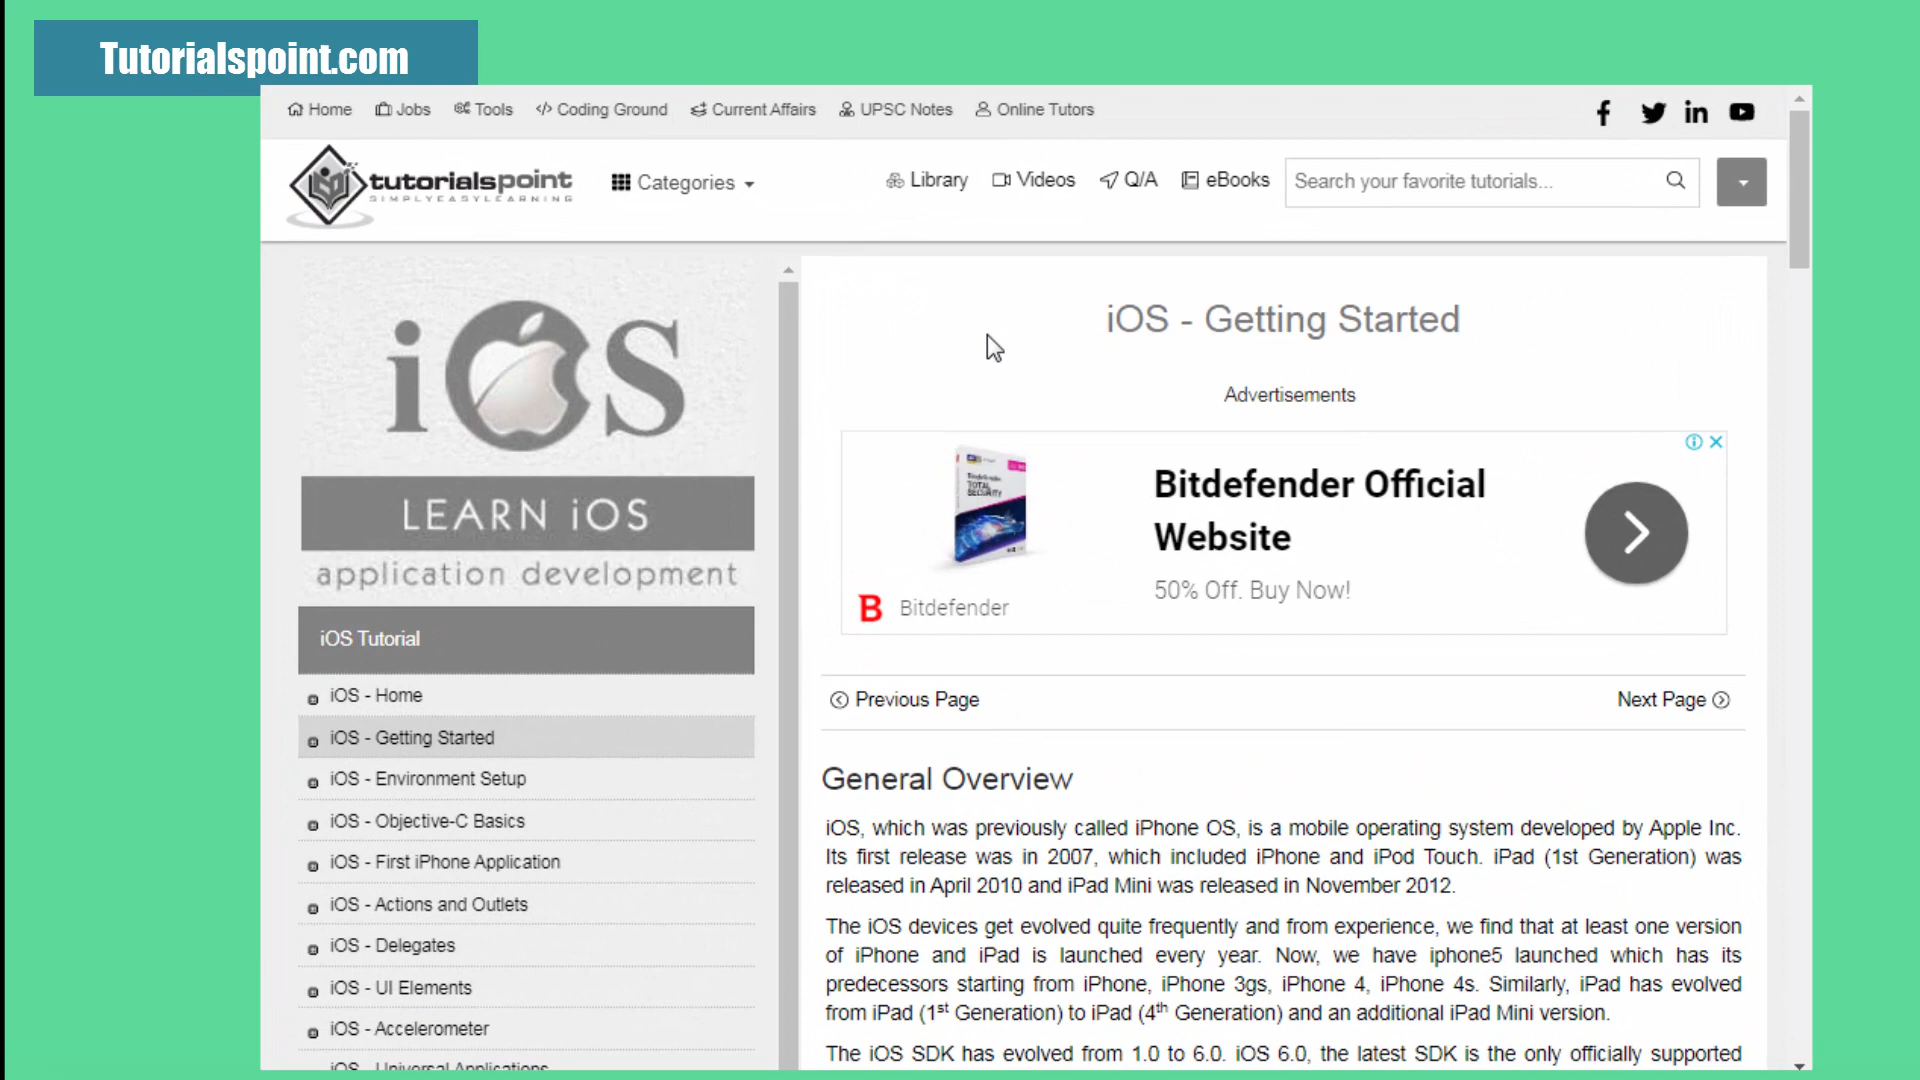 Tutorialspoint.com
Home Jobs Tools Coding Ground Current Affairs UPSC Notes Online Tutors
tutorialspoint
SIMPLYEASYLEARNING
Categories
Library Videos Q/A eBooks Search your favorite tutorials...
iOS
LEARN iOS
application development
iOS Tutorial
iOS - Home
iOS - Getting Started
iOS - Environment Setup
iOS - Objective-C Basics
iOS - First iPhone Application
iOS - Actions and Outlets
iOS - Delegates
iOS - UI Elements
iOS - Accelerometer
iOS - Universal Applications
iOS - Getting Started
Advertisements
TOTAL
SECURITY
Bitdefender Official
Website
50% Off. Buy Now!
B Bitdefender
Previous Page Next Page
General Overview
iOS, which was previously called iPhone OS, is a mobile operating system developed by Apple Inc.
Its first release was in 2007, which included iPhone and iPod Touch. iPad (1st Generation) was
released in April 2010 and iPad Mini was released in November 2012.
The iOS devices get evolved quite frequently and from experience, we find that at least one version
of iPhone and iPad is launched every year. Now, we have iphone5 launched which has its
predecessors starting from iPhone, iPhone 3gs, iPhone 4, iPhone 4s. Similarly, iPad has evolved
from iPad (1st Generation) to iPad (4th Generation) and an additional iPad Mini version.
The iOS SDK has evolved from 1.0 to 6.0. iOS 6.0, the latest SDK is the only officially supported